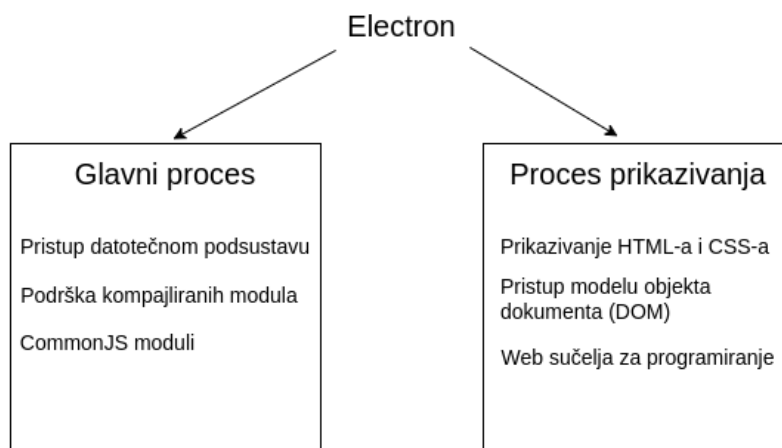 Electron
Glavni proces
Pristup datotečnom podsustavu
Podrška kompajliranih modula
CommonJS moduli
Proces prikazivanja
Prikazivanje HTML-a i CSS-a
Pristup modelu objekta
dokumenta (DOM)
Web sučelja za programiranje